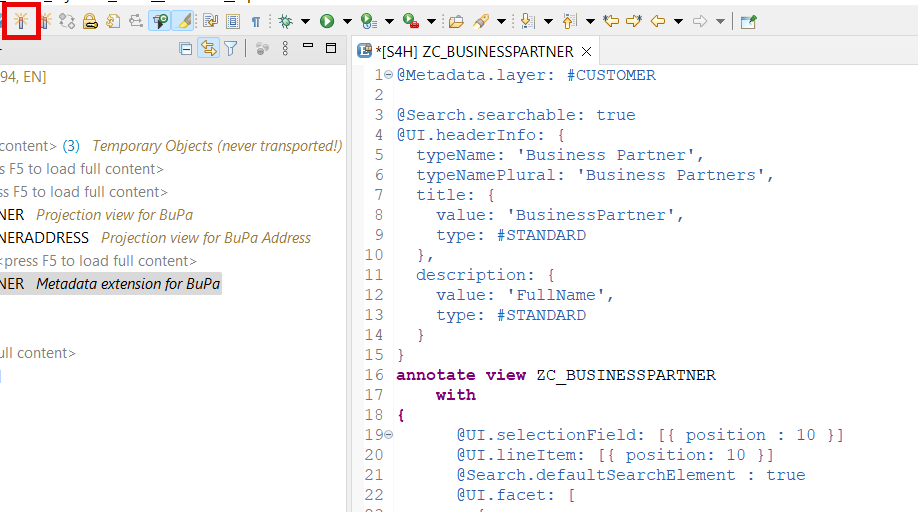 94, EN]
content> (3) Temporary Objects (never transported!)
s F5 to load full content>
ess F5 to load full content>
NER Projection view for BuPa
NERADDRESS Projection view for BuPa Address
<press F5 to load full content>
NER Metadata extension for BuPa
full content>
]
*[S4H] ZC_BUSINESSPARTNER
1 @Metadata.layer: #CUSTOMER
2
3 @Search.searchable: true
4 @UI.headerInfo: {
5 typeName: 'Business Partner',
6 typeNamePlural: 'Business Partners',
7 title: {
8 value: 'BusinessPartner',
9 type: #STANDARD
10 },
11 description: {
12 value: 'FullName',
13 type: #STANDARD
14 }
15 }
16 annotate view ZC_BUSINESSPARTNER
17 with
18 {
19 @UI.selectionField: [{ position : 10 }]
20 @UI.lineItem: [{ position: 10 }]
21 @Search.defaultSearchElement : true
22 @UI.facet: [